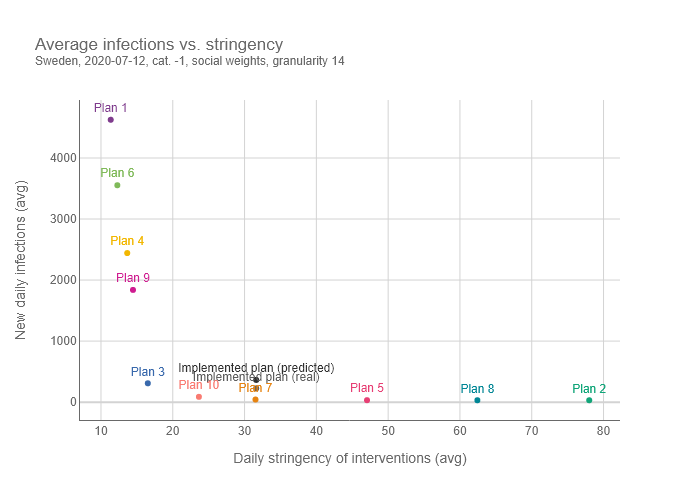 Average infections vs. stringency
Sweden, 2020-07-12, cat. -1, social weights, granularity 14
Plan 1
Plan 6
Plan 4
Plan 9
Plan 3
Implemented plan (predicted)
Implemented plan (real)
Plan 10
Plan 7
Plan 5
Plan 8
Plan 2
4000
3000
2000
1000
0
10 20 30 40 50 60 70 80
New daily infections (avg)
Daily stringency of interventions (avg)